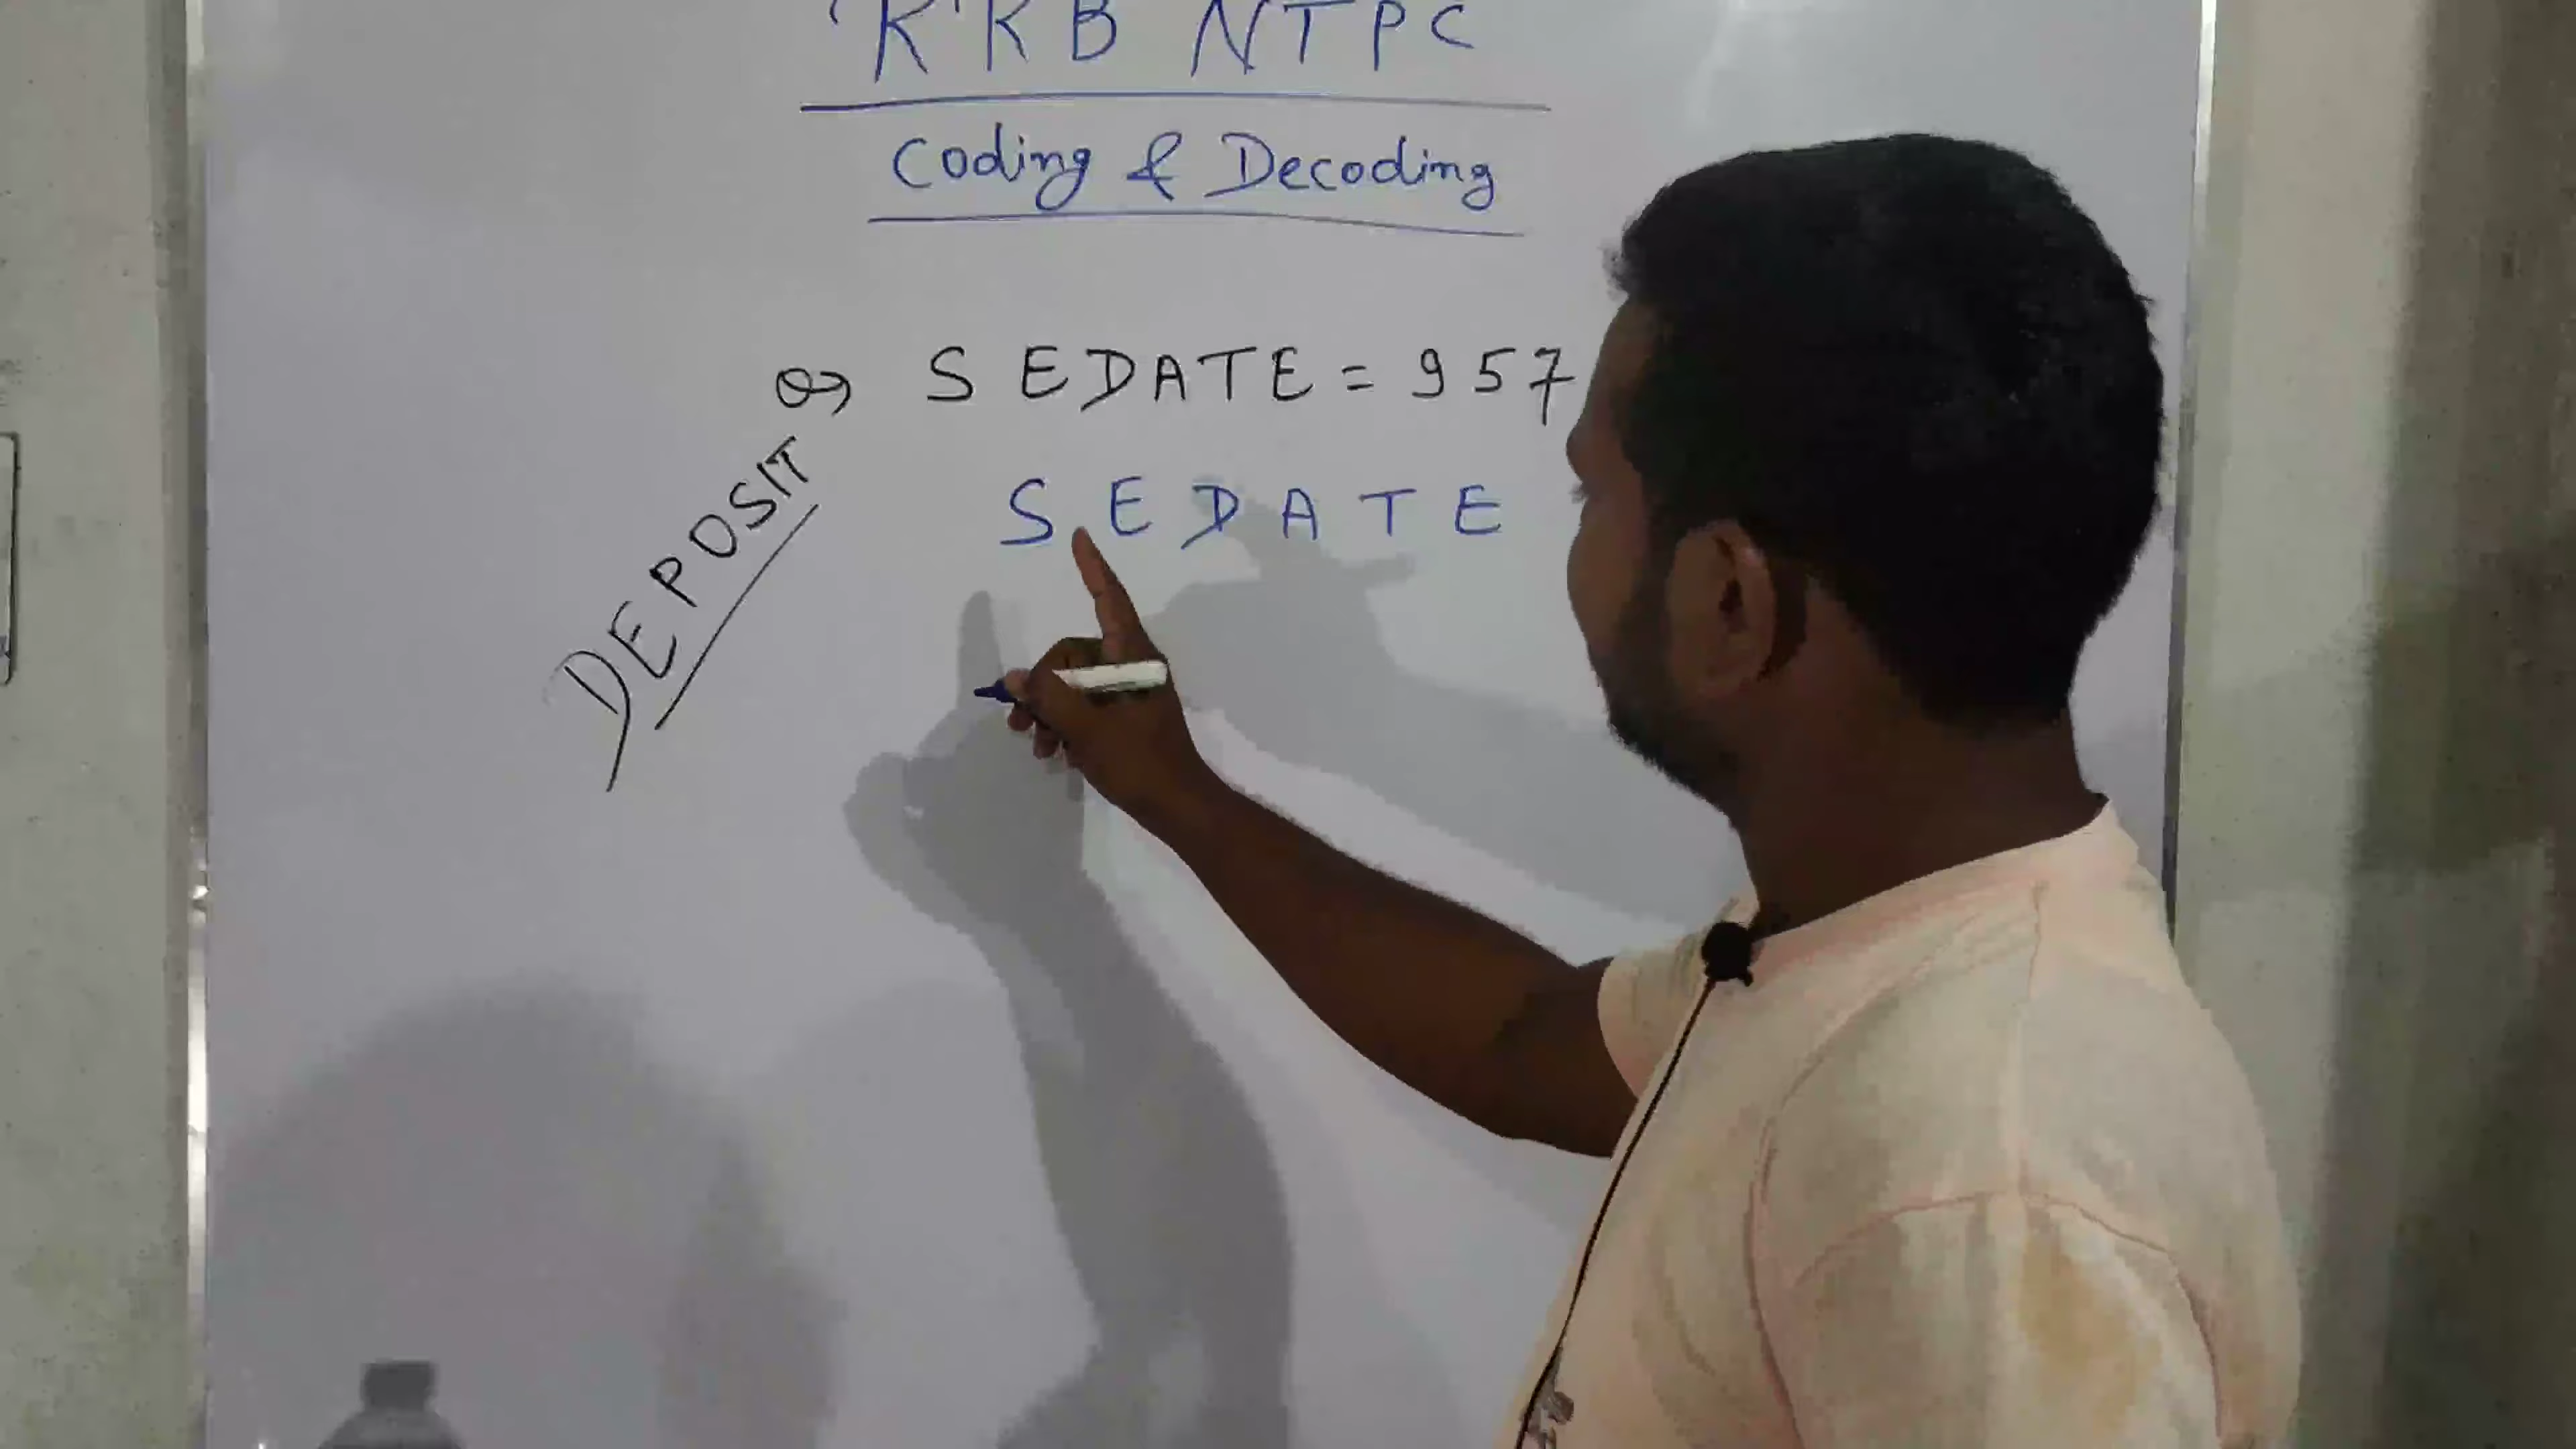 RRB NTPC
Coding & Decoding
Q→ SEDATE = 957
SEDATE
DEPOSIT